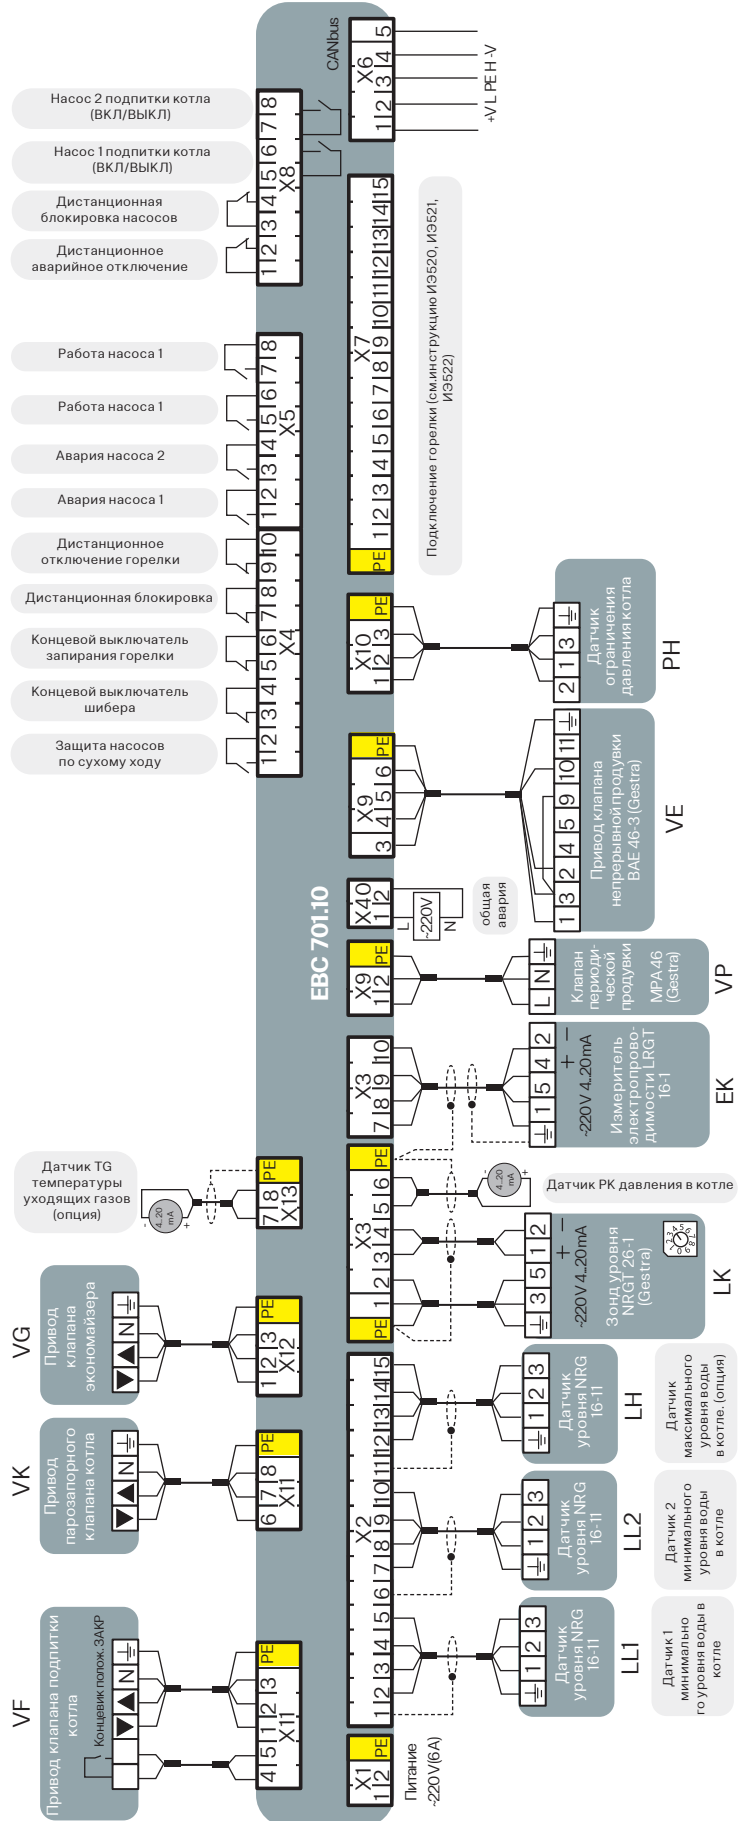 Насос 2 подпитки котла
(ВКЛ/ВЫКЛ)
Насос 1 подпитки котла
(ВКЛ/ВЫКЛ)
Дистанционная
блокировка насосов
Дистанционное
аварийное отключение
Работа насоса 1
Работа насоса 1
Авария насоса 2
Авария насоса 1
Дистанционное
отключение горелки
Дистанционная блокировка
Концевой выключатель
запирания горелки
Концевой выключатель
шибера
Защита насосов
по сухому ходу
Датчик TG
температуры
уходящих газов
(опция)
- 4..20 mA +
VG
Привод
клапана
экономайзера
N
VK
Привод
парозапорного
клапана котла
N
VF
Привод клапана подпитки
котла
Концевик полож. ЗАКР
N
1 2 3 4 5 6 7 8
X8
1 2 3 4 5 6 7 8
X5
1 2 3 4 5 6 7 8 9 10
X4
7 8 PE
X13
1 2 3 PE
X12
6 7 8 PE
X11
4 5 1 2 3 PE
X11
EBC 701.10
CANbus
X6
1 2 3 4 5
+V L PE H -V
X7
PE 1 2 3 4 5 6 7 8 9 10 11 12 13 14 15
Подключение горелки (см.инструкцию ИЭ520, ИЭ521,
ИЭ522)
X10
1 2 3 PE
2 1 3
Датчик
ограничения
давления котла
PH
X9
3 4 5 6 PE
1 3 2 4 5 9 10 11
Привод клапана
непрерывной продувки
BAE 46-3 (Gestra)
VE
X40
1 2
L N
~220V
общая
авария
X9
1 2 PE
L N
Клапан
периоди-
ческой
продувки
MPA 46
(Gestra)
VP
X3
7 8 9 10
1 5 4 2
~220V 4..20mA
+ —
Измеритель
электропрово-
димости LRGT
16-1
EK
X3
PE 1 2 3 4 5 6 PE
- 4..20 mA +
Датчик PK давления в котле
3 5 1 2
~220V 4..20mA
+ —
Зонд уровня
NRGT 26-1
(Gestra)
LK
X2
1 2 3 4 5 6 7 8 9 10 11 12 13 14 15
1 2 3
Датчик
уровня NRG
16-11
LH
Датчик
максимального
уровня воды
в котле. (опция)
1 2 3
Датчик
уровня NRG
16-11
LL2
Датчик 2
минимального
уровня воды
в котле
1 2 3
Датчик
уровня NRG
16-11
LL1
Датчик 1
минимально
го уровня воды в
котле
X1
1 2 PE
Питание
~220 V(6A)